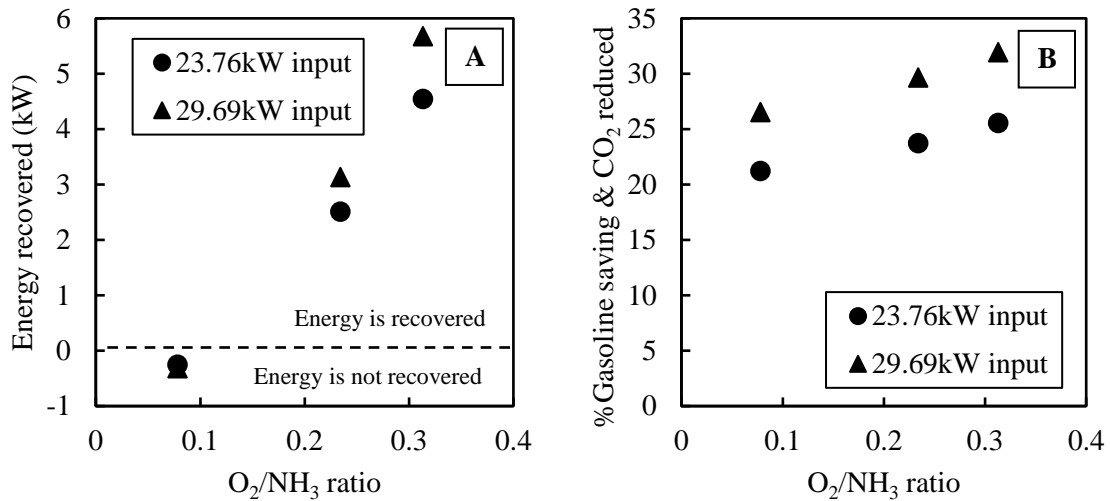 Energy recovered (kW)
6
5
4
3
2
1
0
-1
23.76kW input
29.69kW input
A
Energy is recovered
Energy is not recovered
0
0.1
0.2
0.3
0.4
O₂/NH₃ ratio
%Gasoline saving & CO₂ reduced
35
30
25
20
15
10
5
0
B
23.76kW input
29.69kW input
0
0.1
0.2
0.3
0.4
O₂/NH₃ ratio